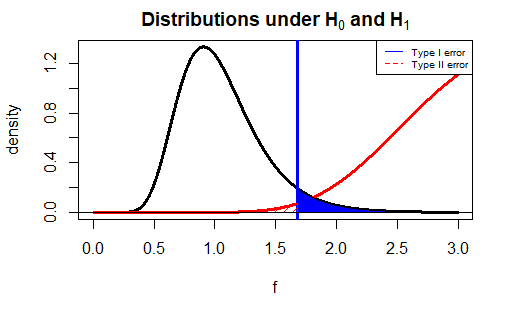 Distributions under H₀ and H₁
Type I error
Type II error
density
0.0 0.4 0.8 1.2
0.0 0.5 1.0 1.5 2.0 2.5 3.0
f